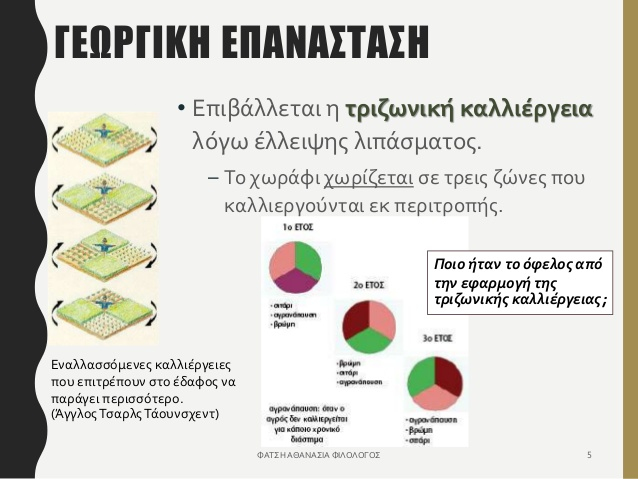 ΓΕΩΡΓΙΚΗ ΕΠΑΝΑΣΤΑΣΗ
• Επιβάλλεται η τριζωνική καλλιέργεια
λόγω έλλειψης λιπάσματος.
– Το χωράφι χωρίζεται σε τρεις ζώνες που
καλλιεργούνται εκ περιτροπής.
1ο ΕΤΟΣ
- σιτάρι
- αγρανάπαυση
- βρώμη
2ο ΕΤΟΣ
-βρώμη
-σιτάρι
-αγρανάπαυση
3ο ΕΤΟΣ
-αγρανάπαυση
-βρώμη
-σιτάρι
αγρανάπαυση: όταν ο
αγρός δεν καλλιεργείται
για κάποιο χρονικό
διάστημα
Ποιο ήταν το όφελος από
την εφαρμογή της
τριζωνικής καλλιέργειας;
Εναλλασσόμενες καλλιέργειες
που επιτρέπουν στο έδαφος να
παράγει περισσότερο.
(Άγγλος Τσαρλς Τάουνσχεντ)
ΦΑΤΣΗ ΑΘΑΝΑΣΙΑ ΦΙΛΟΛΟΓΟΣ
5